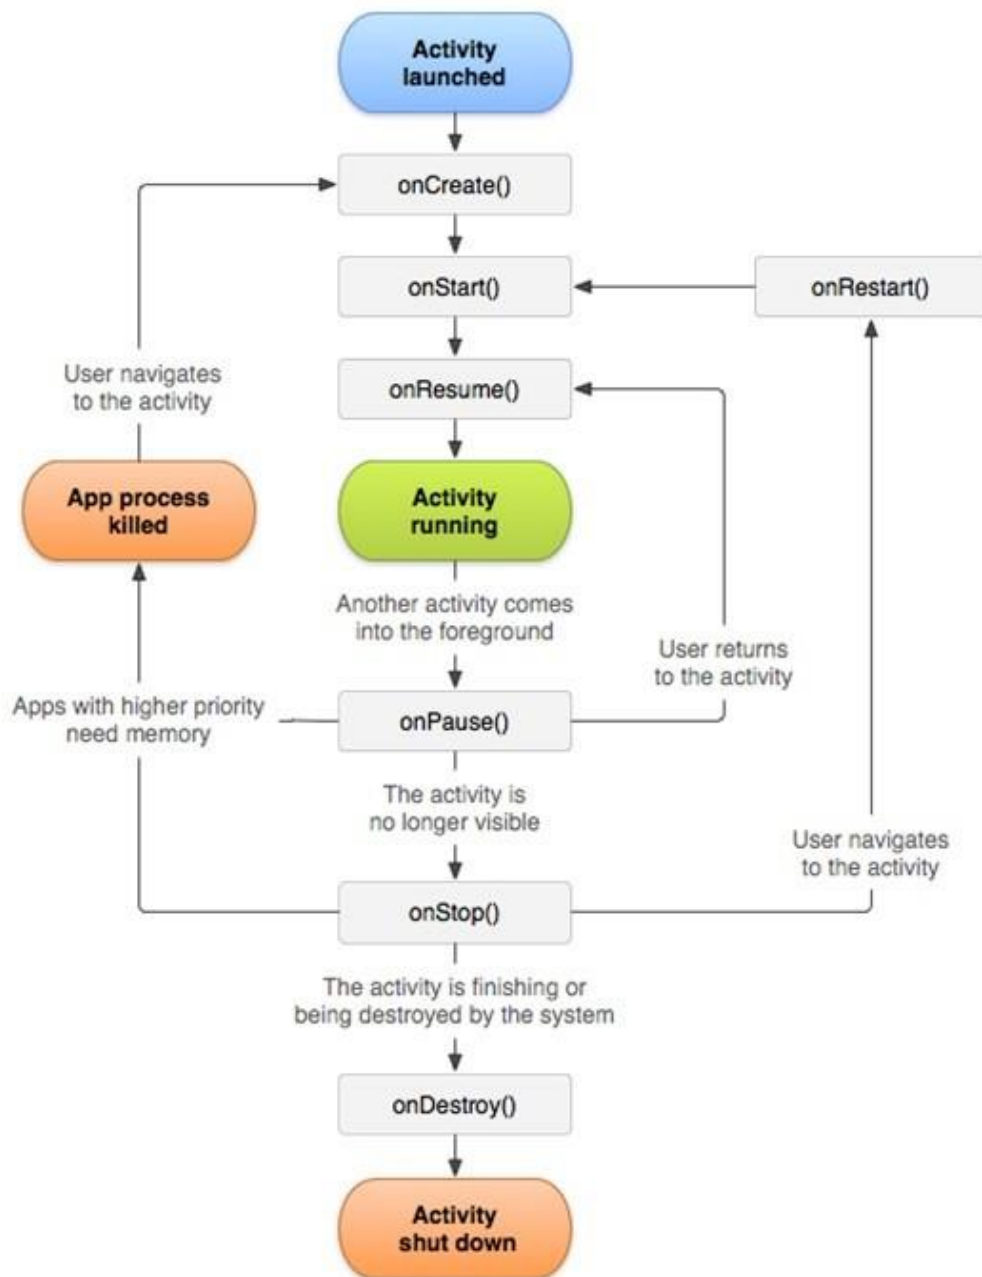 Activity
launched
onCreate()
onStart()
onRestart()
User navigates
to the activity
onResume()
App process
killed
Activity
running
Another activity comes
into the foreground
User returns
to the activity
Apps with higher priority
need memory
onPause()
The activity is
no longer visible
User navigates
to the activity
onStop()
The activity is finishing or
being destroyed by the system
onDestroy()
Activity
shut down